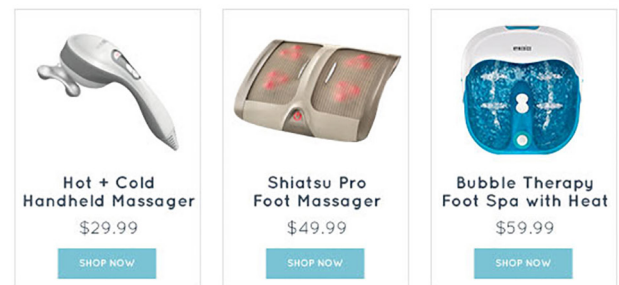 Hot + Cold
Handheld Massager
$29.99
SHOP NOW
Shiatsu Pro
Foot Massager
$49.99
SHOP NOW
Bubble Therapy
Foot Spa with Heat
$59.99
SHOP NOW